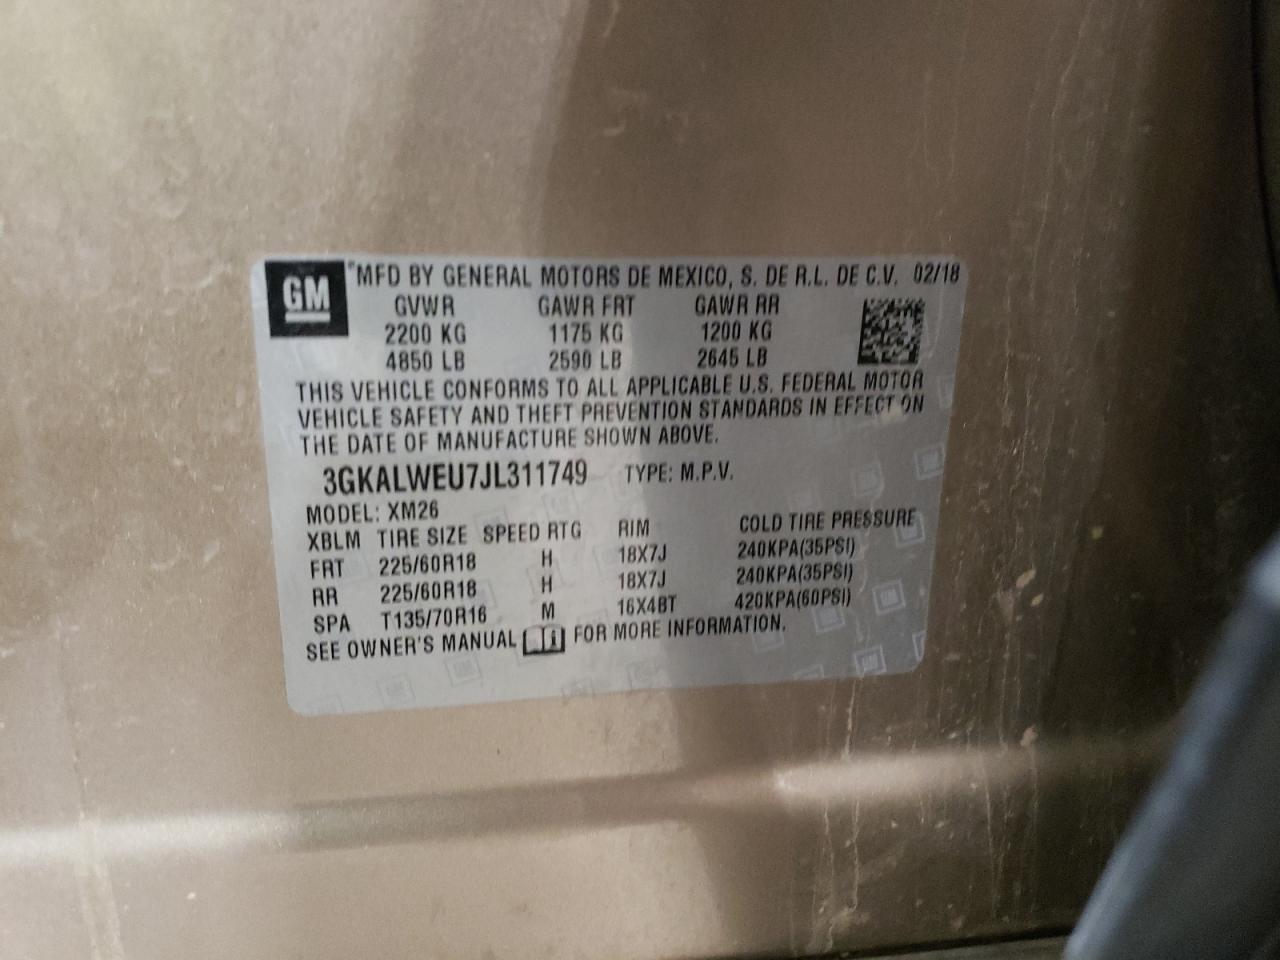 GM
MFD BY GENERAL MOTORS DE MEXICO, S. DE R.L. DE C.V. 02/18
GVWR GAWR FRT GAWR RR
2200 KG 1175 KG 1200 KG
4850 LB 2590 LB 2645 LB
THIS VEHICLE CONFORMS TO ALL APPLICABLE U.S. FEDERAL MOTOR
VEHICLE SAFETY AND THEFT PREVENTION STANDARDS IN EFFECT ON
THE DATE OF MANUFACTURE SHOWN ABOVE.
3GKALWEU7JL311749 TYPE: M.P.V.
MODEL: XM26
XBLM TIRE SIZE SPEED RTG RIM COLD TIRE PRESSURE
FRT 225/60R18 H 18X7J 240KPA(35PSI)
RR 225/60R18 H 18X7J 240KPA(35PSI)
SPA T135/70R16 M 16X4BT 420KPA(60PSI)
SEE OWNER'S MANUAL FOR MORE INFORMATION.